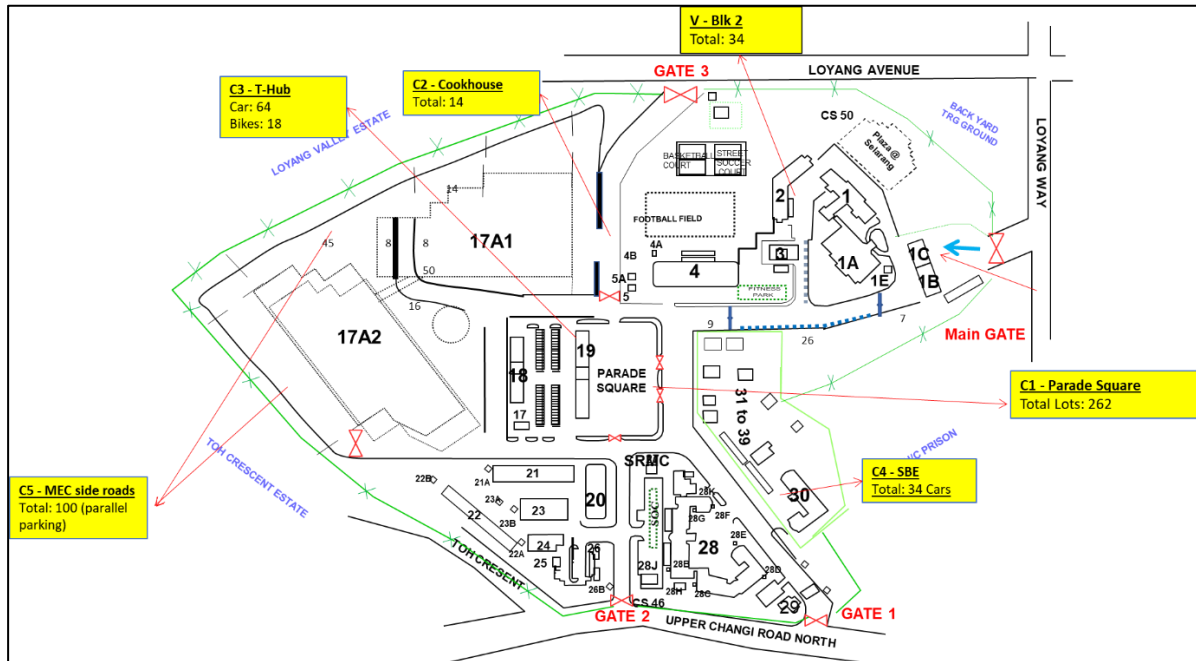 V - Blk 2
Total: 34
LOYANG AVENUE
GATE 3
C3 - T-Hub
Car: 64
Bikes: 18
C2 - Cookhouse
Total: 14
LOYANG VALLEY ESTATE
CS 50
Plaza @
Selarang
BACK YARD
TRG GROUND
LOYANG WAY
BASKETBALL
COURT
STREET
SOCCER
COURT
14
2
1
FOOTBALL FIELD
45
8
8
17A1
4A
4B
3
1A
1C
50
5A
4
1E
1B
16
5
FITNESS
PARK
9
26
7
Main GATE
17A2
18
19
PARADE
SQUARE
17
31 to 39
C1 - Parade Square
Total Lots: 262
TOH CRESCENT ESTATE
PRISON
C4 - SBE
Total: 34 Cars
C5 - MEC side roads
Total: 100 (parallel
parking)
SRMC
30
21
21A
22B
20
28K
23A
23
22
23B
28G
28F
22A
24
28E
28
25
26
28J
28B
28D
26B
28H
28C
29
TOH CRESENT
CS 46
GATE 2
GATE 1
UPPER CHANGI ROAD NORTH